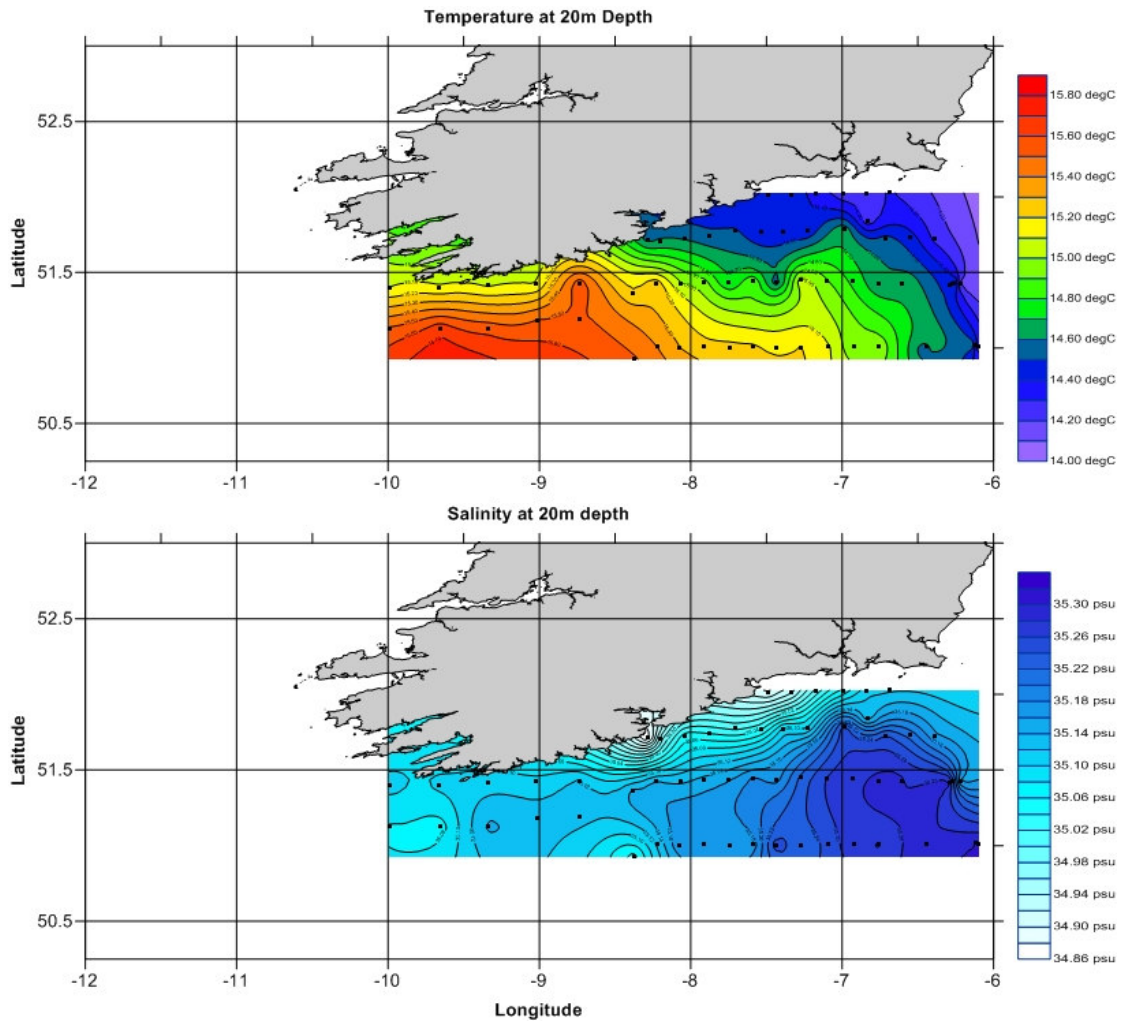 Temperature at 20m Depth
52.5
51.5
50.5
Latitude
-12
-11
-10
-9
-8
-7
-6
15.80 degC
15.60 degC
15.40 degC
15.20 degC
15.00 degC
14.80 degC
14.60 degC
14.40 degC
14.20 degC
14.00 degC
Salinity at 20m depth
52.5
51.5
50.5
Latitude
-12
-11
-10
-9
-8
-7
-6
Longitude
35.30 psu
35.26 psu
35.22 psu
35.18 psu
35.14 psu
35.10 psu
35.06 psu
35.02 psu
34.98 psu
34.94 psu
34.90 psu
34.86 psu